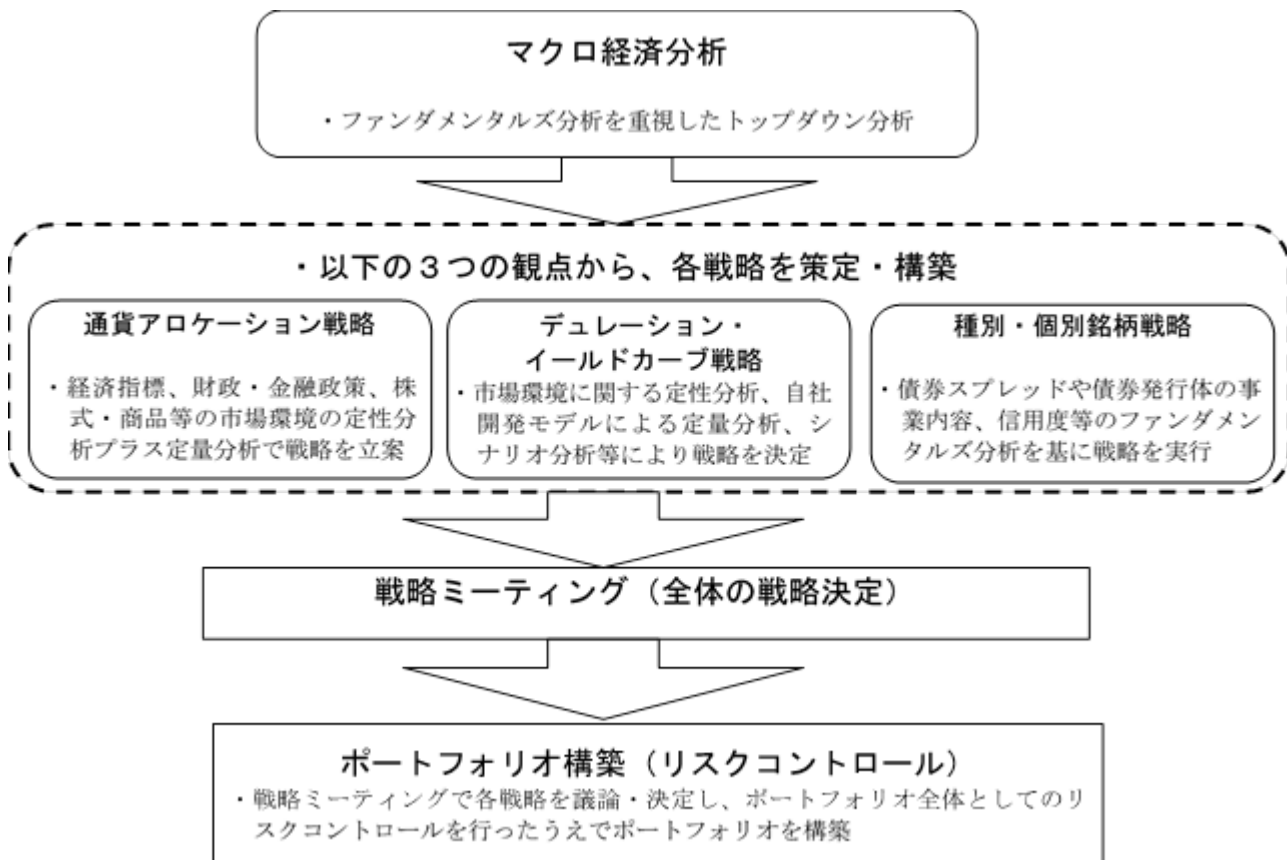 マクロ経済分析
・ファンダメンタルズ分析を重視したトップダウン分析
・以下の３つの観点から、各戦略を策定・構築
通貨アロケーション戦略
・経済指標、財政・金融政策、株
式・商品等の市場環境の定性分
析プラス定量分析で戦略を立案
デュレーション・
イールドカーブ戦略
・市場環境に関する定性分析、自社
開発モデルによる定量分析、シ
ナリオ分析等により戦略を決定
種別・個別銘柄戦略
・債券スプレッドや債券発行体の事
業内容、信用度等のファンダメン
タルズ分析を基に戦略を実行
戦略ミーティング（全体の戦略決定）
ポートフォリオ構築（リスクコントロール）
・戦略ミーティングで各戦略を議論・決定し、ポートフォリオ全体としてのリ
スクコントロールを行ったうえでポートフォリオを構築